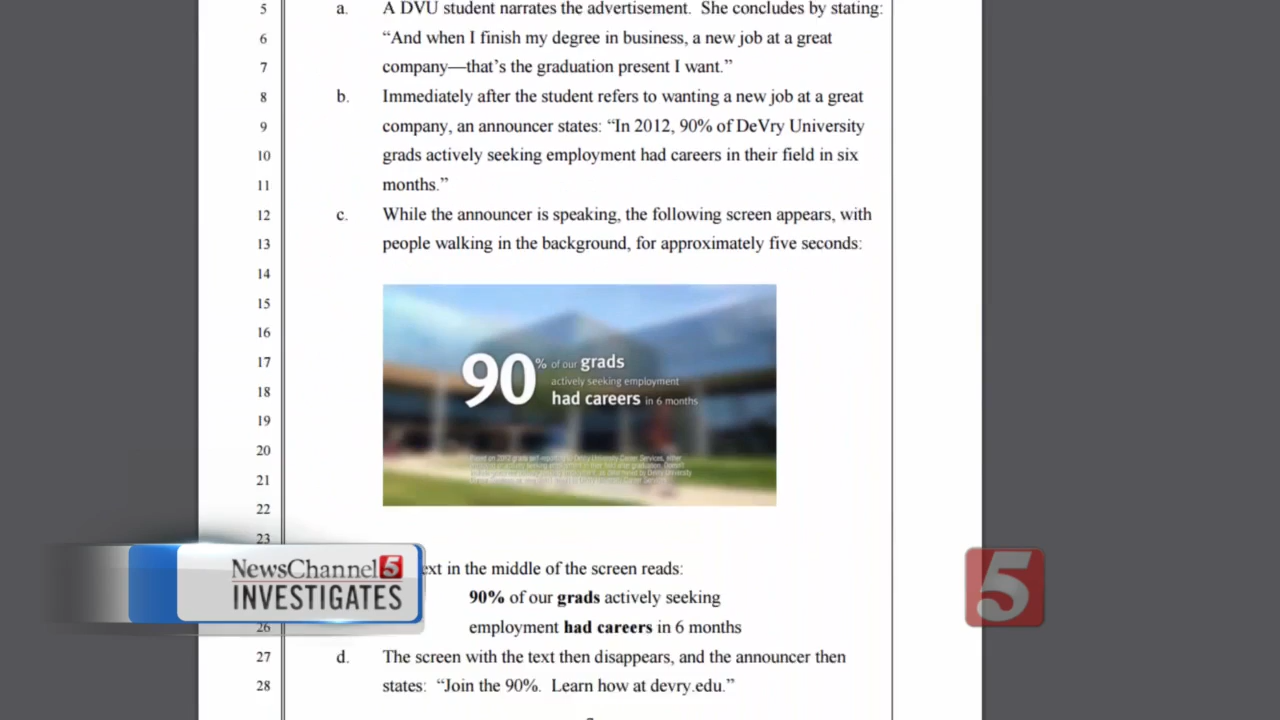 5 a. A DVU student narrates the advertisement. She concludes by stating:
6 “And when I finish my degree in business, a new job at a great
7 company—that’s the graduation present I want.”
8 b. Immediately after the student refers to wanting a new job at a great
9 company, an announcer states: “In 2012, 90% of DeVry University
10 grads actively seeking employment had careers in their field in six
11 months.”
12 c. While the announcer is speaking, the following screen appears, with
13 people walking in the background, for approximately five seconds:
14
15
16
17
90% of our grads
18
actively seeking employment
had careers in 6 months
19
20
21
22
23
ext in the middle of the screen reads:
90% of our grads actively seeking
26 employment had careers in 6 months
27 d. The screen with the text then disappears, and the announcer then
28 states: “Join the 90%. Learn how at devry.edu.”
NewsChannel 5
INVESTIGATES
5